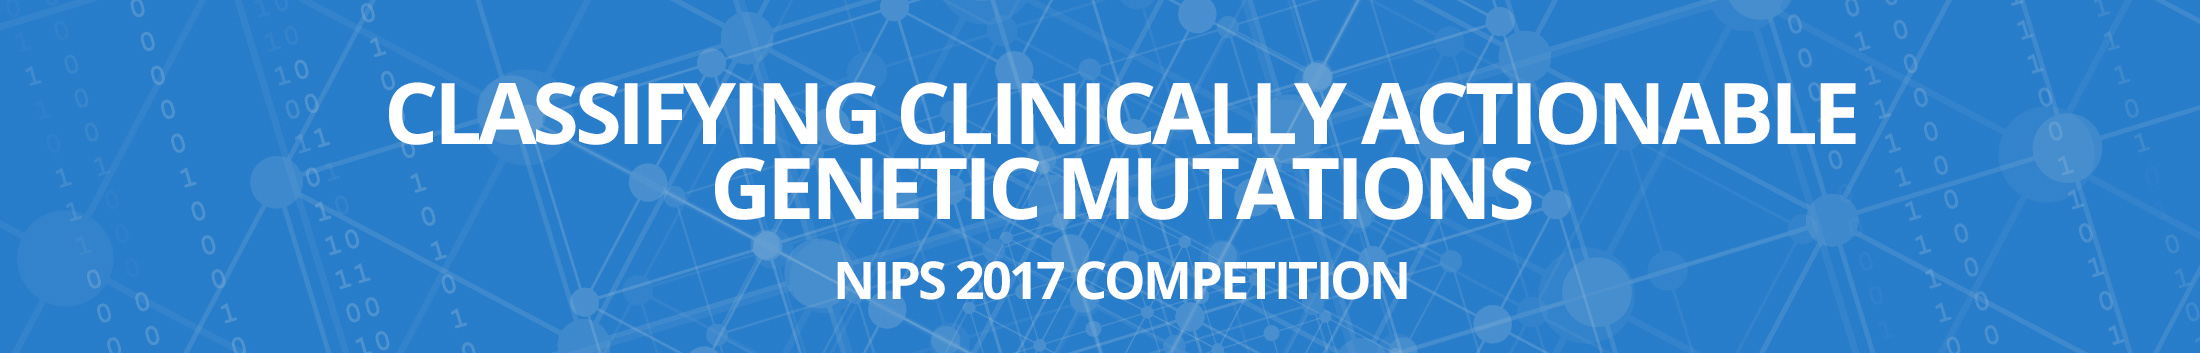 CLASSIFYING CLINICALLY ACTIONABLE
GENETIC MUTATIONS
NIPS 2017 COMPETITION